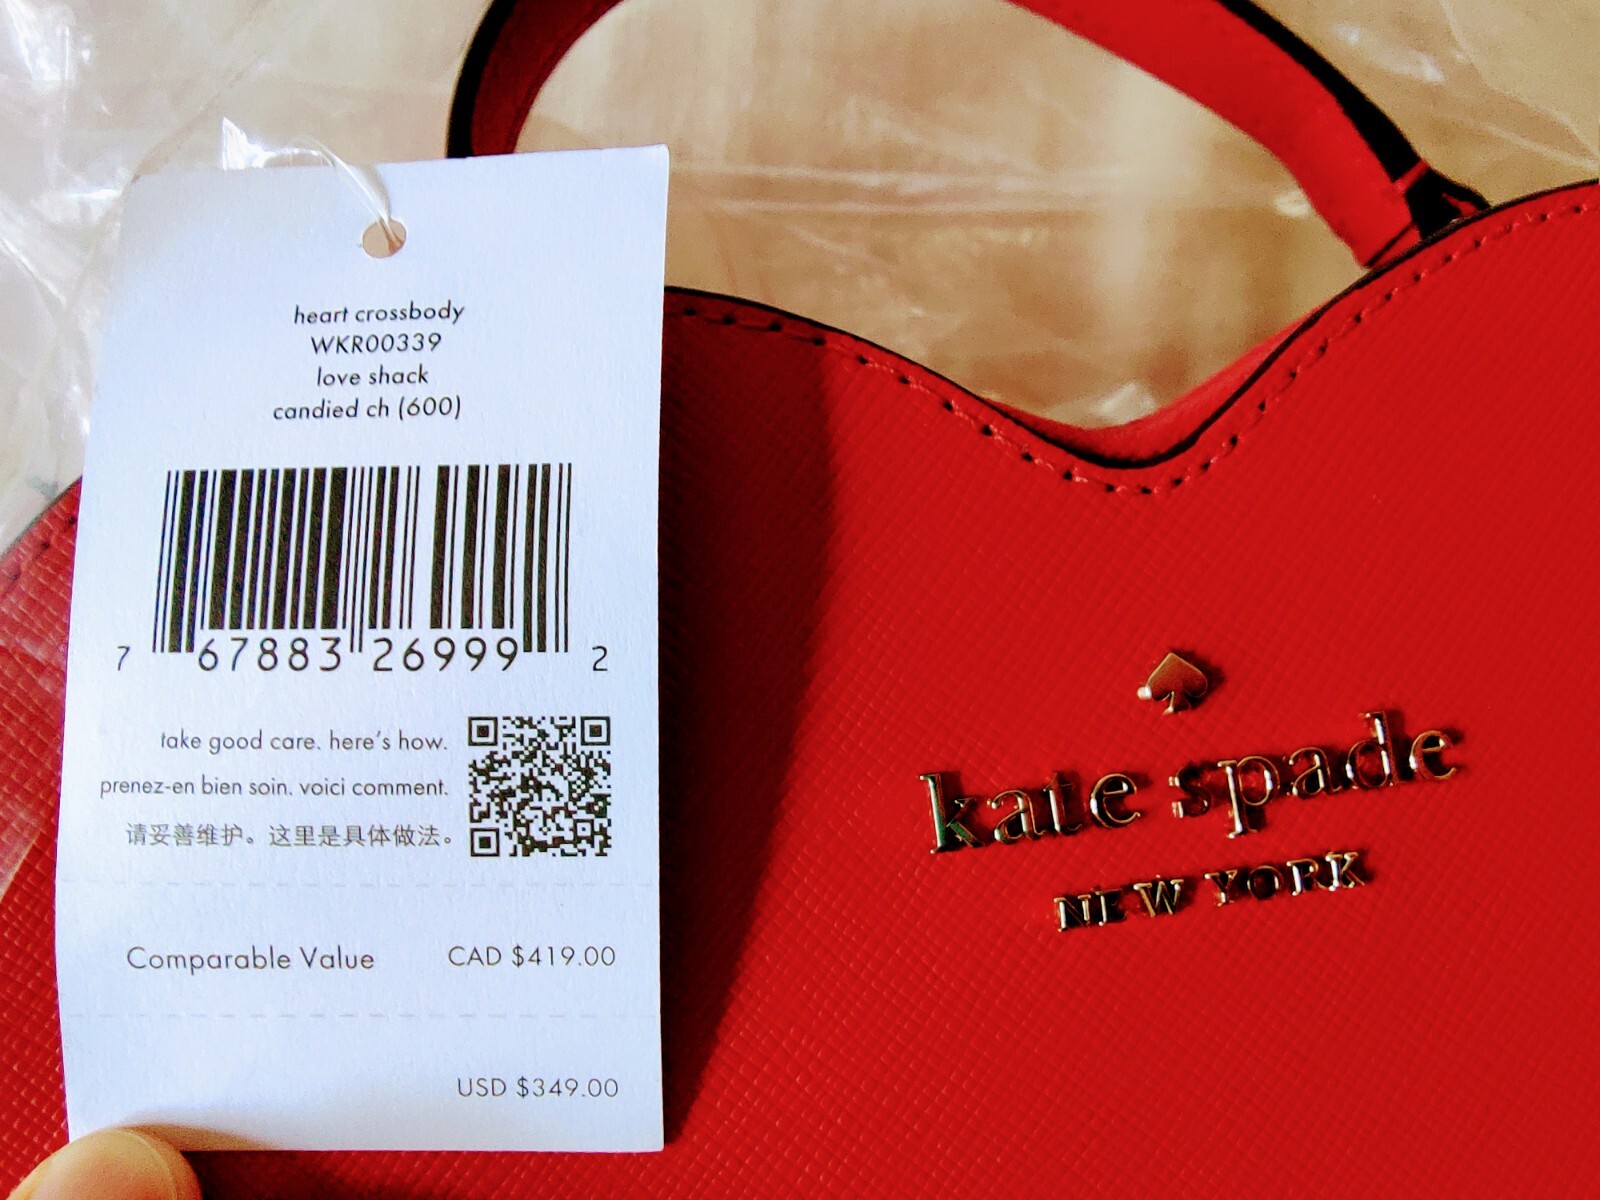 heart crossbody
WKR00339
love shack
candied ch (600)
7 67883 26999 2
take good care. here's how.
prenez-en bien soin. voici comment.
请妥善维护。这里是具体做法。
Comparable Value CAD $419.00
USD $349.00
kate spade
NEW YORK